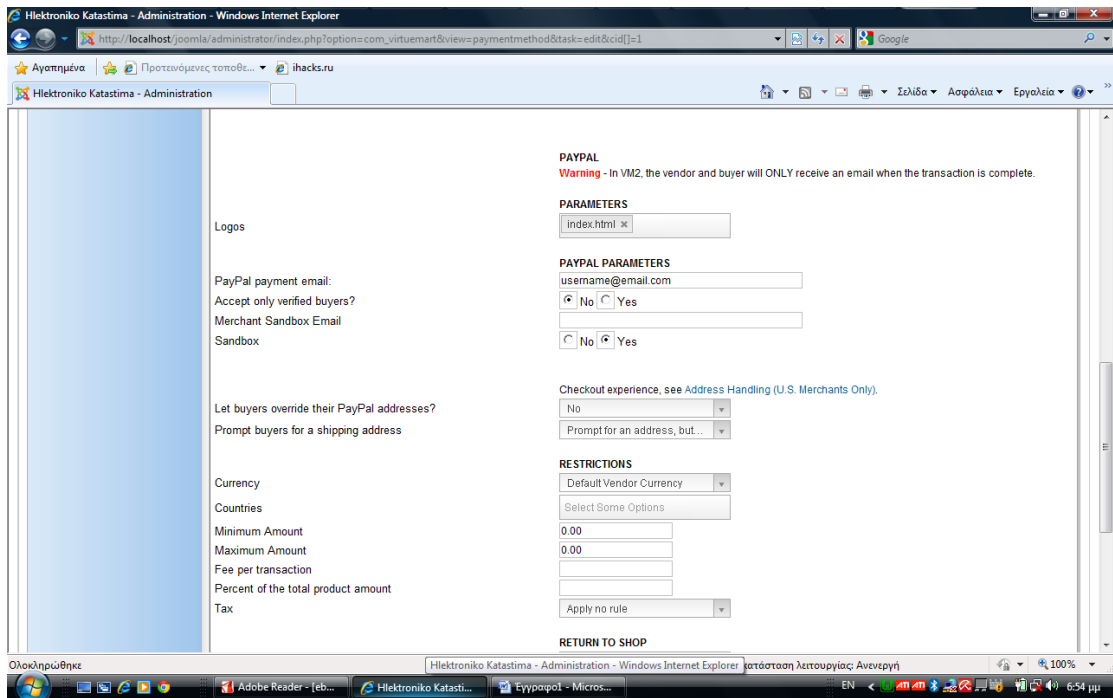 Hlektroniko Katastima - Administration - Windows Internet Explorer
http://localhost/joomla/administrator/index.php?option=com_virtuemart&view=paymentmethod&task=edit&cid[]=1
Google
Αγαπημένα
Προτεινόμενες τοποθε...
ihacks.ru
Hlektroniko Katastima - Administration
Σελίδα
Ασφάλεια
Εργαλεία
PAYPAL
Warning - In VM2, the vendor and buyer will ONLY receive an email when the transaction is complete.
PARAMETERS
Logos index.html
PAYPAL PARAMETERS
PayPal payment email: username@email.com
Accept only verified buyers? No Yes
Merchant Sandbox Email
Sandbox No Yes
Checkout experience, see Address Handling (U.S. Merchants Only).
Let buyers override their PayPal addresses? No
Prompt buyers for a shipping address Prompt for an address, but...
RESTRICTIONS
Currency Default Vendor Currency
Countries Select Some Options
Minimum Amount 0.00
Maximum Amount 0.00
Fee per transaction
Percent of the total product amount
Tax Apply no rule
RETURN TO SHOP
Ολοκληρώθηκε
Hlektroniko Katastima - Administration - Windows Internet Explorer
κατάσταση λειτουργίας: Ανενεργή
100%
Adobe Reader - [eb...
Hlektroniko Katasti...
Έγγραφο1 - Micros...
EN
ATI ATI
6:54 μμ